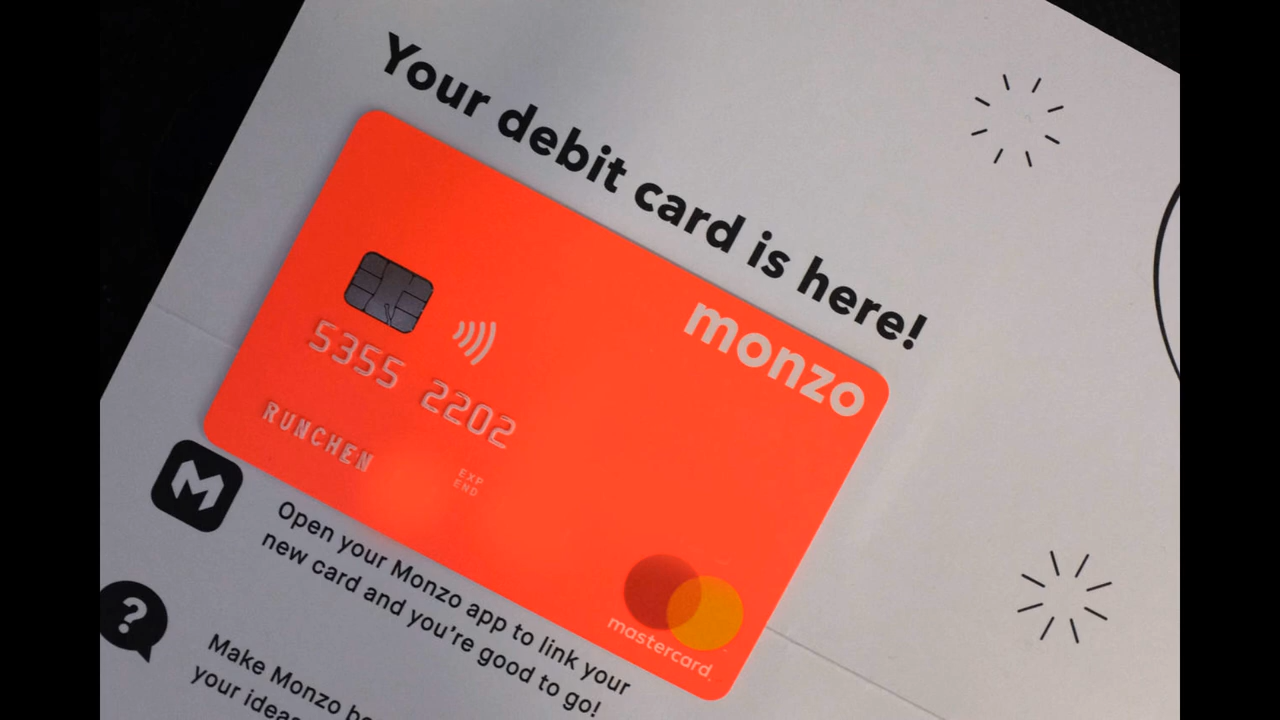 Your debit card is here!
monzo
5355 2202
RUNCHEN
EXP
END
mastercard.
Open your Monzo app to link your
new card and you're good to go!
?
Make Monzo
your ideas